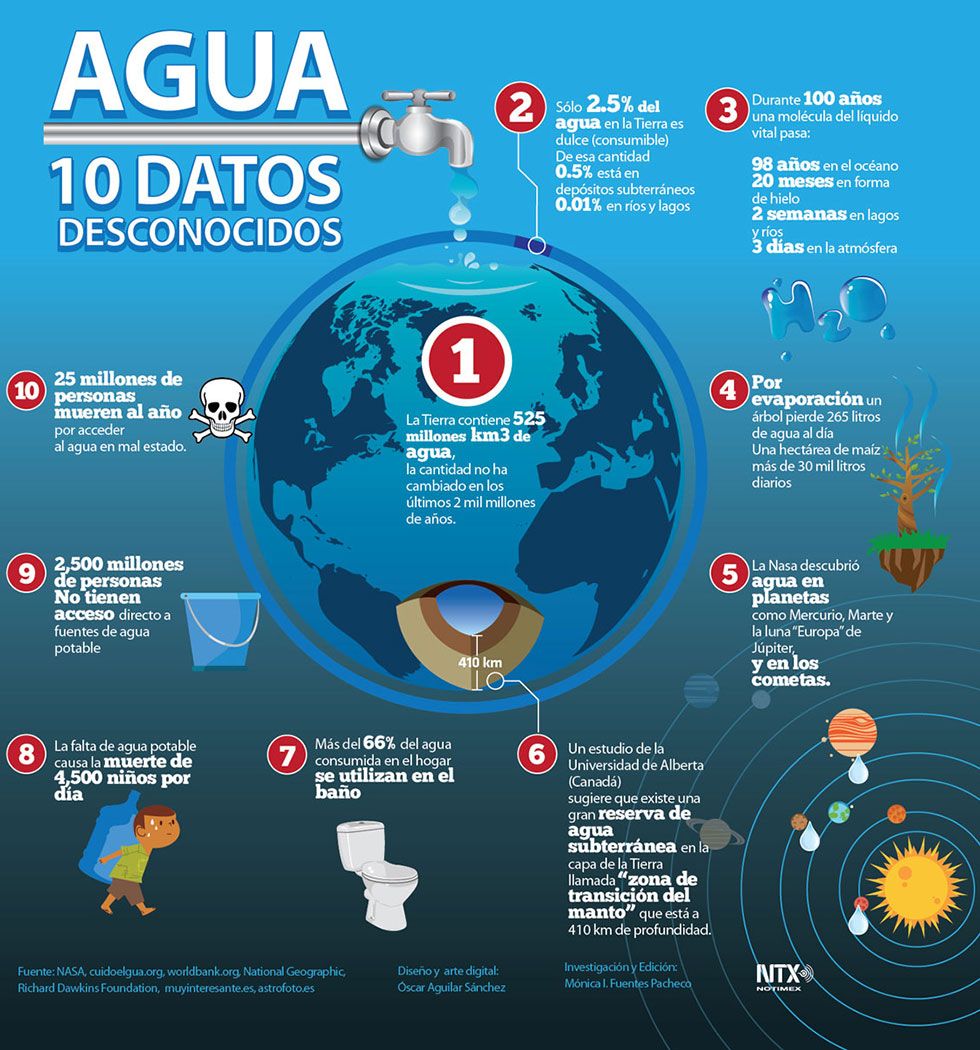 AGUA
10 DATOS
DESCONOCIDOS
1
La Tierra contiene 525
millones km3 de
agua,
la cantidad no ha
cambiado en los
últimos 2 mil millones
de años.
2
Sólo 2.5% del
agua en la Tierra es
dulce (consumible)
De esa cantidad
0.5% está en
depósitos subterráneos
0.01% en ríos y lagos
3
Durante 100 años
una molécula del líquido
vital pasa:
98 años en el océano
20 meses en forma
de hielo
2 semanas en lagos
y ríos
3 días en la atmósfera
H2O
4
Por
evaporación un
árbol pierde 265 litros
de agua al día
Una hectárea de maíz
más de 30 mil litros
diarios
5
La Nasa descubrió
agua en
planetas
como Mercurio, Marte y
la luna "Europa" de
Júpiter,
y en los
cometas.
410 km
6
Un estudio de la
Universidad de Alberta
(Canadá)
sugiere que existe una
gran reserva de
agua
subterránea en la
capa de la Tierra
llamada "zona de
transición del
manto" que está a
410 km de profundidad.
7
Más del 66% del agua
consumida en el hogar
se utilizan en el
baño
8
La falta de agua potable
causa la muerte de
4,500 niños por
día
9
2,500 millones
de personas
No tienen
acceso directo a
fuentes de agua
potable
10
25 millones de
personas
mueren al año
por acceder
al agua en mal estado.
Fuente: NASA, cuidoelgua.org, worldbank.org, National Geographic,
Richard Dawkins Foundation, muyinteresante.es, astrofoto.es
Diseño y arte digital:
Óscar Aguilar Sánchez
Investigación y Edición:
Mónica I. Fuentes Pacheco
NTX
NOTIMEX